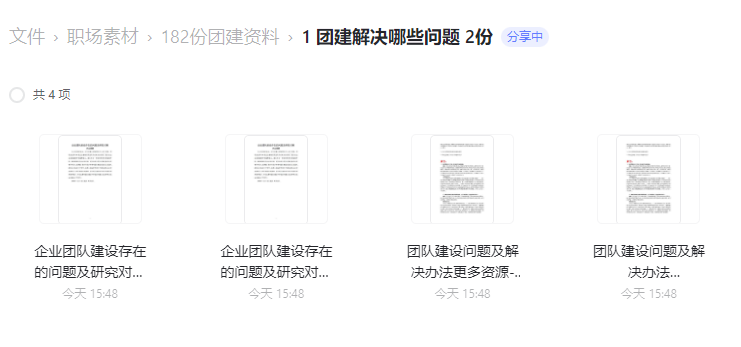 文件 › 职场素材 › 182份团建资料 › 1 团建解决哪些问题 2份 分享中
共 4 项
企业团队建设存在
的问题及研究对...
今天 15:48
企业团队建设存在
的问题及研究对...
今天 15:48
团队建设问题及解
决办法更多资源-..
今天 15:48
团队建设问题及解
决办法...
今天 15:48